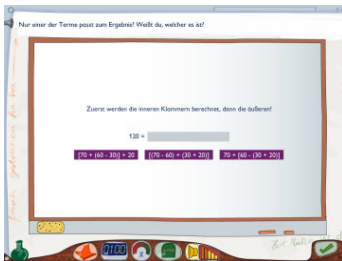 Nur einer der Terme passt zum Ergebnis! Weißt du, welcher es ist?
Zuerst werden die inneren Klammern berechnet, dann die äußeren!
120 =
[70 + (60 - 30)] + 20 [(70 - 60) + (30 + 20)] 70 + [60 - (30 + 20)]